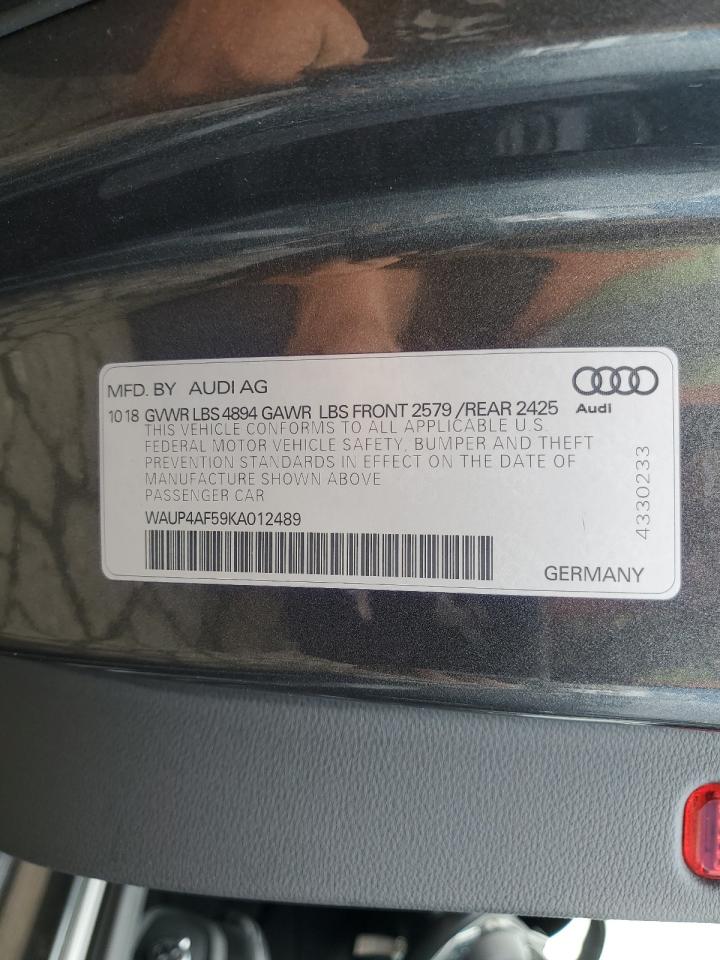 MFD. BY AUDI AG
10 18 GVWR LBS 4894 GAWR LBS FRONT 2579 /REAR 2425
Audi
THIS VEHICLE CONFORMS TO ALL APPLICABLE U.S.
FEDERAL MOTOR VEHICLE SAFETY, BUMPER AND THEFT
PREVENTION STANDARDS IN EFFECT ON THE DATE OF
MANUFACTURE SHOWN ABOVE
PASSENGER CAR
WAUP4AF59KA012489
4330233
GERMANY